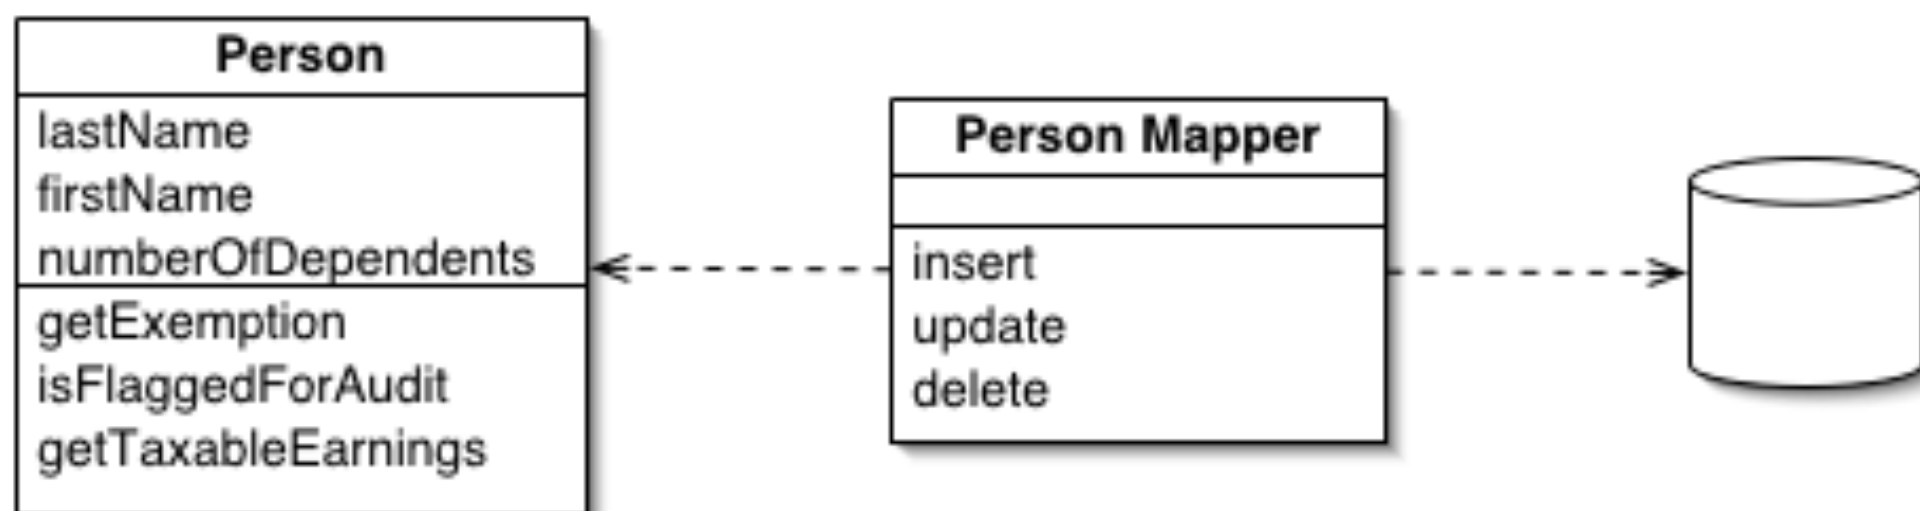 Person
lastName
firstName
numberOfDependents
getExemption
isFlaggedForAudit
getTaxableEarnings
Person Mapper
insert
update
delete